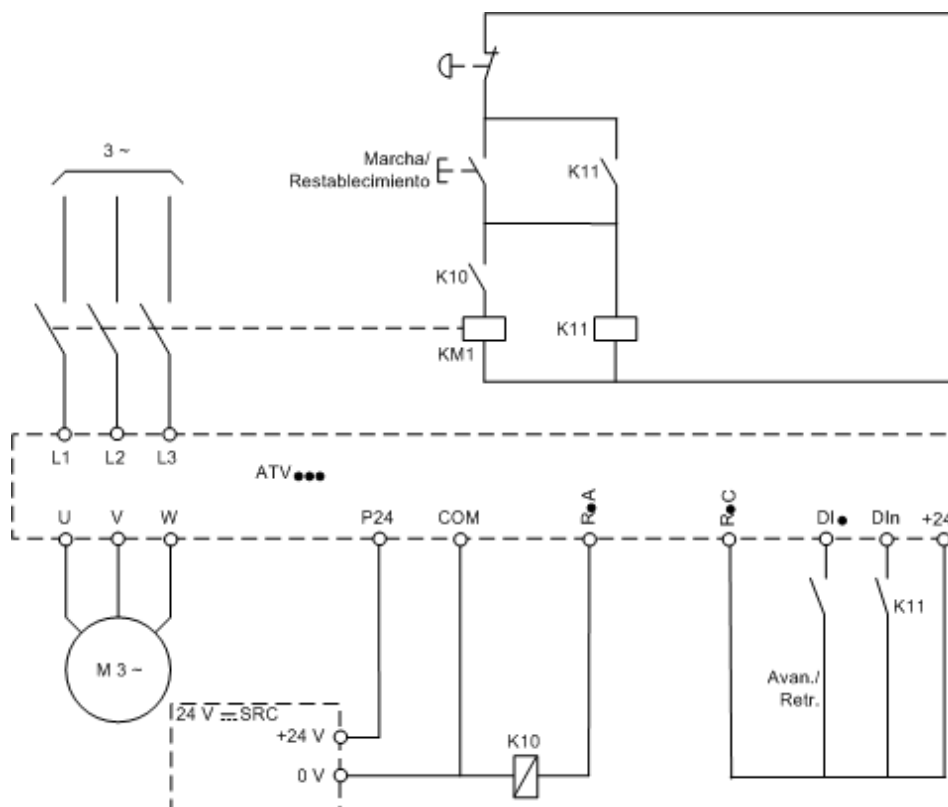 3 ~
Marcha/
Restablecimiento
K11
K10
KM1
K11
L1 L2 L3
ATV●●●
U V W P24 COM R●A R●C DI● DIn +24
K11
M 3 ~
Avan./
Retr.
24 V ⎓ SRC
+24 V
K10
0 V